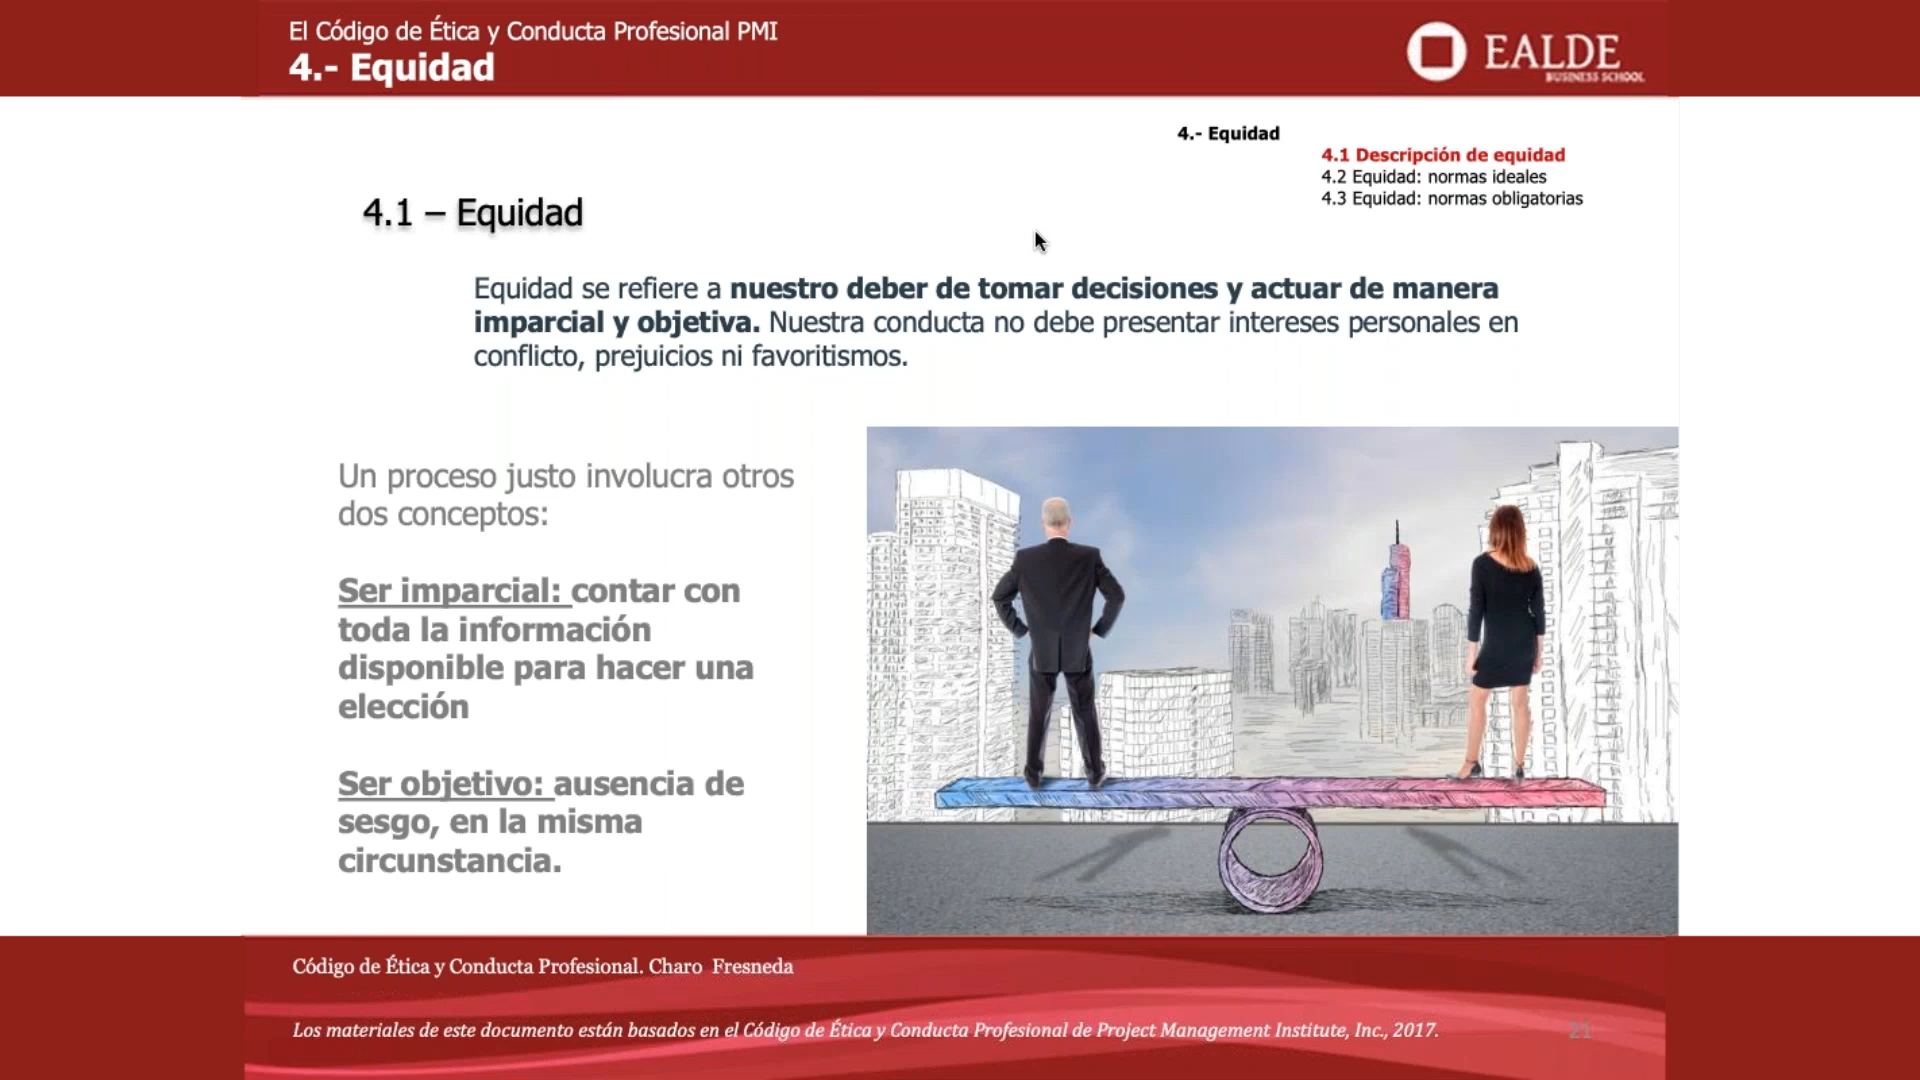 El Código de Ética y Conducta Profesional PMI
4.- Equidad
EALDE
BUSINESS SCHOOL
4.- Equidad
4.1 Descripción de equidad
4.2 Equidad: normas ideales
4.3 Equidad: normas obligatorias
4.1 – Equidad
Equidad se refiere a nuestro deber de tomar decisiones y actuar de manera
imparcial y objetiva. Nuestra conducta no debe presentar intereses personales en
conflicto, prejuicios ni favoritismos.
Un proceso justo involucra otros
dos conceptos:
Ser imparcial: contar con
toda la información
disponible para hacer una
elección
Ser objetivo: ausencia de
sesgo, en la misma
circunstancia.
Código de Ética y Conducta Profesional. Charo Fresneda
Los materiales de este documento están basados en el Código de Ética y Conducta Profesional de Project Management Institute, Inc., 2017.
21